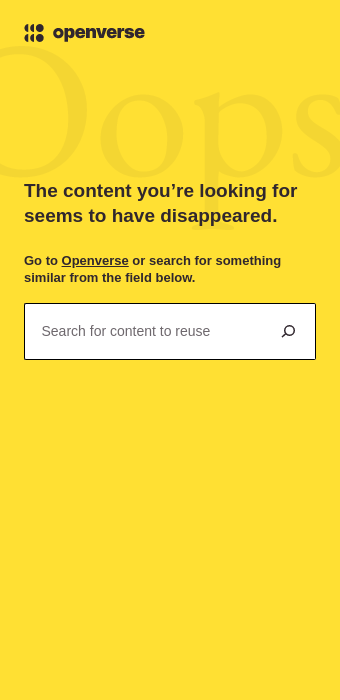 openverse
Oops
The content you’re looking for
seems to have disappeared.
Go to Openverse or search for something
similar from the field below.
Search for content to reuse